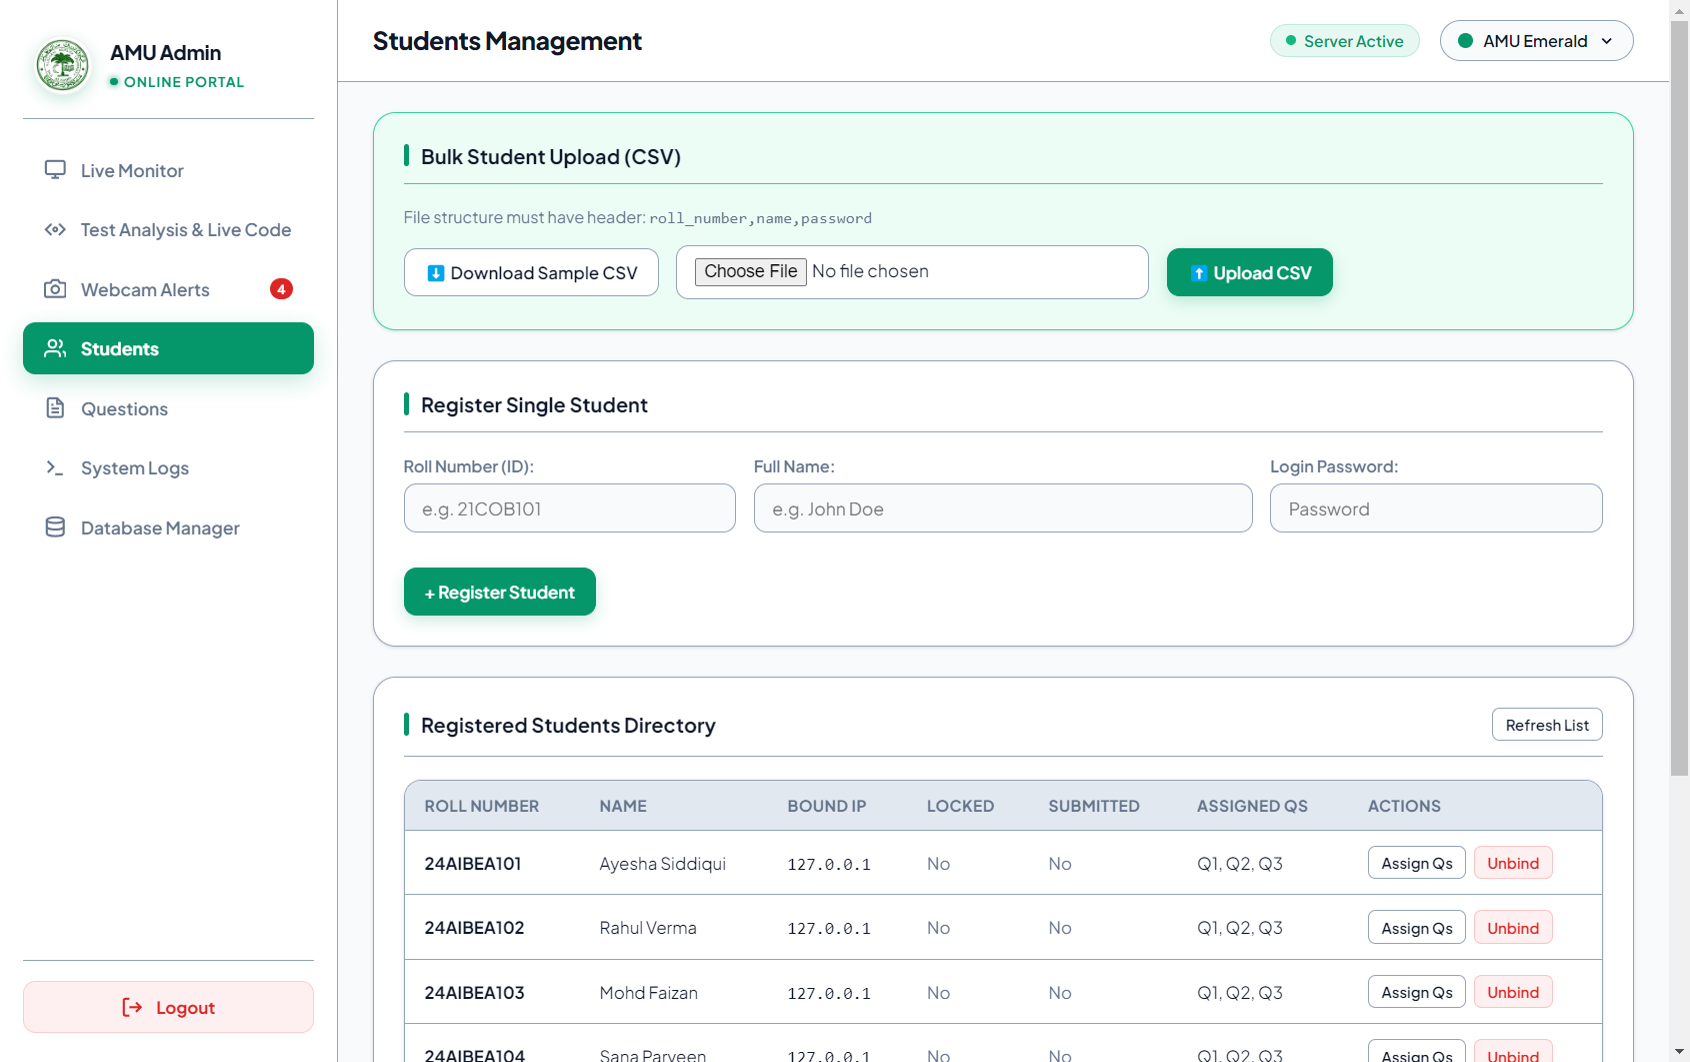 AMU Admin
ONLINE PORTAL
Live Monitor
Test Analysis & Live Code
Webcam Alerts 4
Students
Questions
System Logs
Database Manager
Logout
Students Management
Server Active
AMU Emerald
Bulk Student Upload (CSV)
File structure must have header: roll_number,name,password
Download Sample CSV
Choose File No file chosen
Upload CSV
Register Single Student
Roll Number (ID): Full Name: Login Password:
e.g. 21COB101 e.g. John Doe Password
+ Register Student
Registered Students Directory
Refresh List
ROLL NUMBER NAME BOUND IP LOCKED SUBMITTED ASSIGNED QS ACTIONS
24AIBEA101 Ayesha Siddiqui 127.0.0.1 No No Q1, Q2, Q3 Assign Qs Unbind
24AIBEA102 Rahul Verma 127.0.0.1 No No Q1, Q2, Q3 Assign Qs Unbind
24AIBEA103 Mohd Faizan 127.0.0.1 No No Q1, Q2, Q3 Assign Qs Unbind
24AIBEA104 Sana Parveen 127.0.0.1 No No Q1, Q2, Q3 Assign Qs Unbind